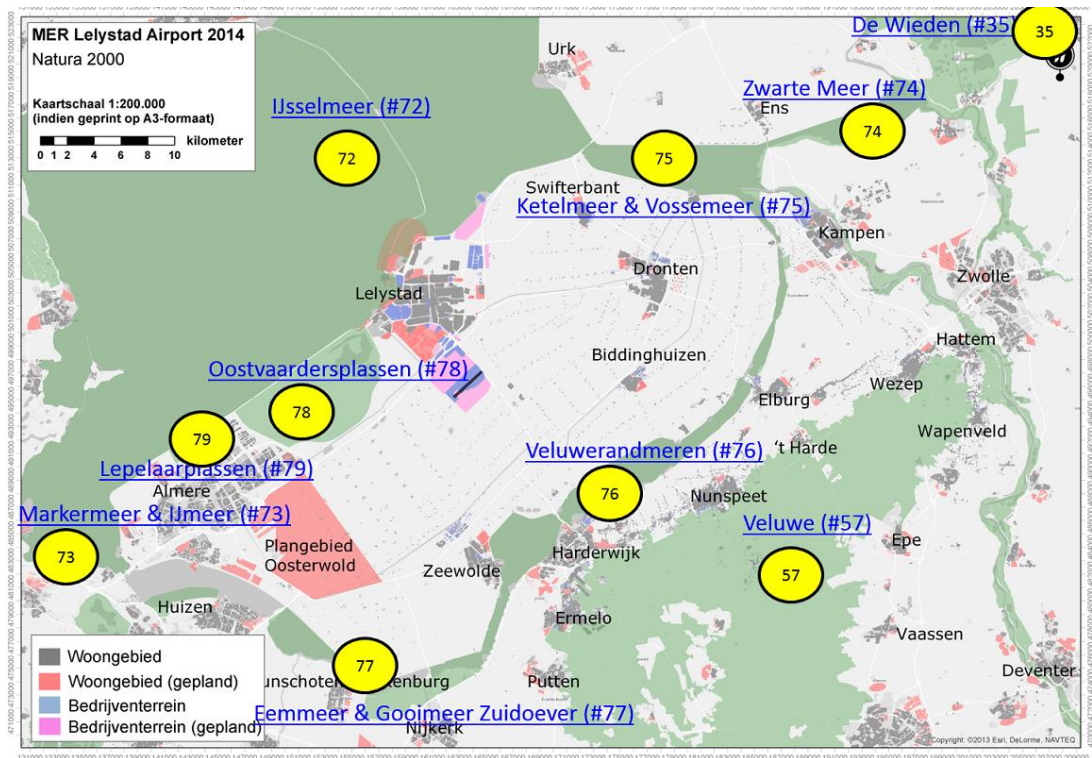 MER Lelystad Airport 2014
Natura 2000
Kaartschaal 1:200.000
(indien geprint op A3-formaat)
kilometer
0 1 2 4 6 8 10
De Wieden (#35)
35
Urk
IJsselmeer (#72)
72
Zwarte Meer (#74)
Ens
74
75
Swifterbant
Ketelmeer & Vossemeer (#75)
Kampen
Dronten
Zwolle
Lelystad
Hattem
Biddinghuizen
Oostvaardersplassen (#78)
78
Wezep
Elburg
79
Wapenveld
't Harde
Veluwerandmeren (#76)
Lepelaarplassen (#79)
Almere
76
Nunspeet
Markermeer & IJmeer (#73)
73
Veluwe (#57)
Epe
Plangebied
Oosterwold
Harderwijk
Zeewolde
57
Huizen
Ermelo
Vaassen
Woongebied
Woongebied (gepland)
Bedrijventerrein
Bedrijventerrein (gepland)
77
Putten
Deventer
Eemmeer & Gooimeer Zuidoever (#77)
Nijkerk
Copyright: ©2013 Esri, DeLorme, NAVTEQ